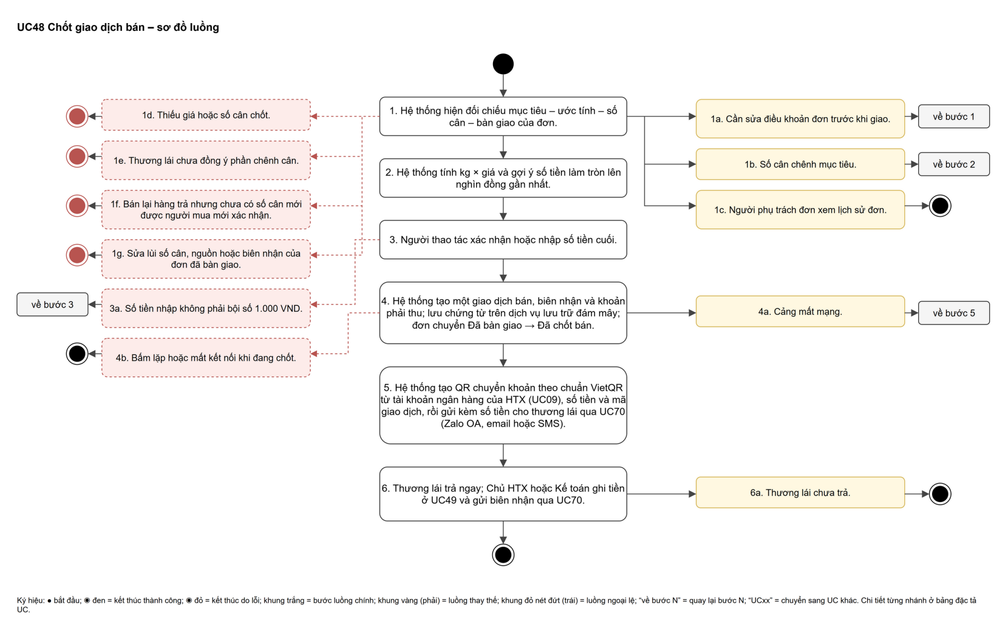 UC48 Chốt giao dịch bán – sơ đồ luồng
1d. Thiếu giá hoặc số cân chốt.
1. Hệ thống hiện đối chiếu mục tiêu – ước tính – số
cân – bàn giao của đơn.
1a. Cần sửa điều khoản đơn trước khi giao.
về bước 1
1e. Thương lái chưa đồng ý phần chênh cân.
2. Hệ thống tính kg × giá và gợi ý số tiền làm tròn lên
nghìn đồng gần nhất.
1b. Số cân chênh mục tiêu.
về bước 2
1f. Bán lại hàng trả nhưng chưa có số cân mới
được người mua mới xác nhận.
1c. Người phụ trách đơn xem lịch sử đơn.
3. Người thao tác xác nhận hoặc nhập số tiền cuối.
1g. Sửa lùi số cân, nguồn hoặc biên nhận của
đơn đã bàn giao.
về bước 3
3a. Số tiền nhập không phải bội số 1.000 VND.
4. Hệ thống tạo một giao dịch bán, biên nhận và khoản
phải thu; lưu chứng từ trên dịch vụ lưu trữ đám mây;
đơn chuyển Đã bàn giao → Đã chốt bán.
4a. Cảng mất mạng.
về bước 5
4b. Bấm lặp hoặc mất kết nối khi đang chốt.
5. Hệ thống tạo QR chuyển khoản theo chuẩn VietQR
từ tài khoản ngân hàng của HTX (UC09), số tiền và mã
giao dịch, rồi gửi kèm số tiền cho thương lái qua UC70
(Zalo OA, email hoặc SMS).
6. Thương lái trả ngay; Chủ HTX hoặc Kế toán ghi tiền
ở UC49 và gửi biên nhận qua UC70.
6a. Thương lái chưa trả.
Ký hiệu: ● bắt đầu; ◉ đen = kết thúc thành công; ◉ đỏ = kết thúc do lỗi; khung trắng = bước luồng chính; khung vàng (phải) = luồng thay thế; khung đỏ nét đứt (trái) = luồng ngoại lệ; “về bước N” = quay lại bước N; “UCxx” = chuyển sang UC khác. Chi tiết từng nhánh ở bảng đặc tả
UC.